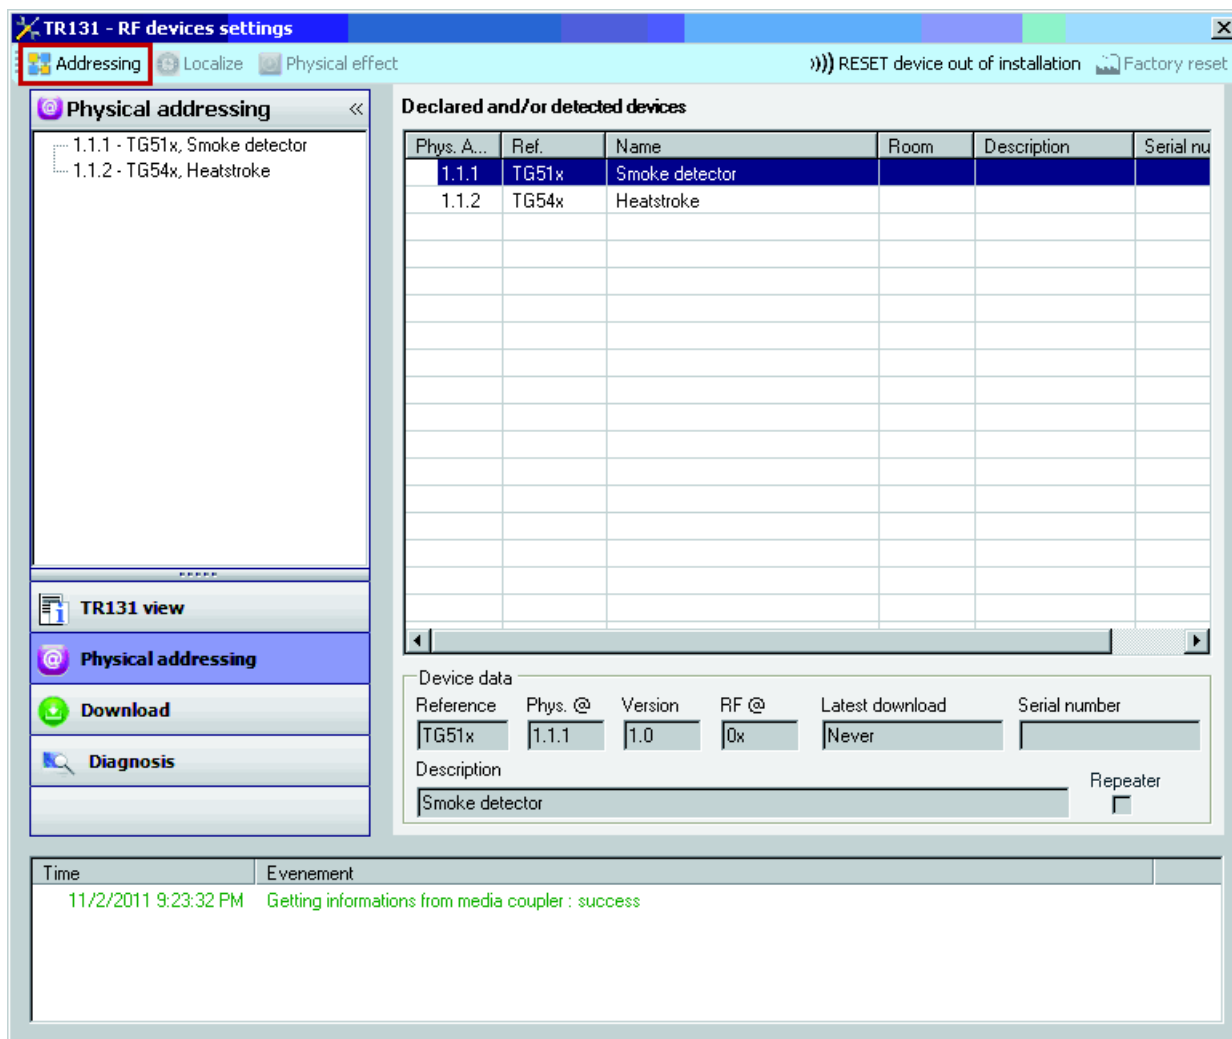 TR131 - RF devices settings
Addressing Localize Physical effect ))) RESET device out of installation Factory reset
Physical addressing «
1.1.1 - TG51x, Smoke detector
1.1.2 - TG54x, Heatstroke
TR131 view
Physical addressing
Download
Diagnosis
Declared and/or detected devices
Phys. A... Ref. Name Room Description Serial nu
1.1.1 TG51x Smoke detector
1.1.2 TG54x Heatstroke
Device data
Reference Phys. @ Version RF @ Latest download Serial number
TG51x 1.1.1 1.0 0x Never
Description
Repeater
Smoke detector
Time Evenement
11/2/2011 9:23:32 PM Getting informations from media coupler : success